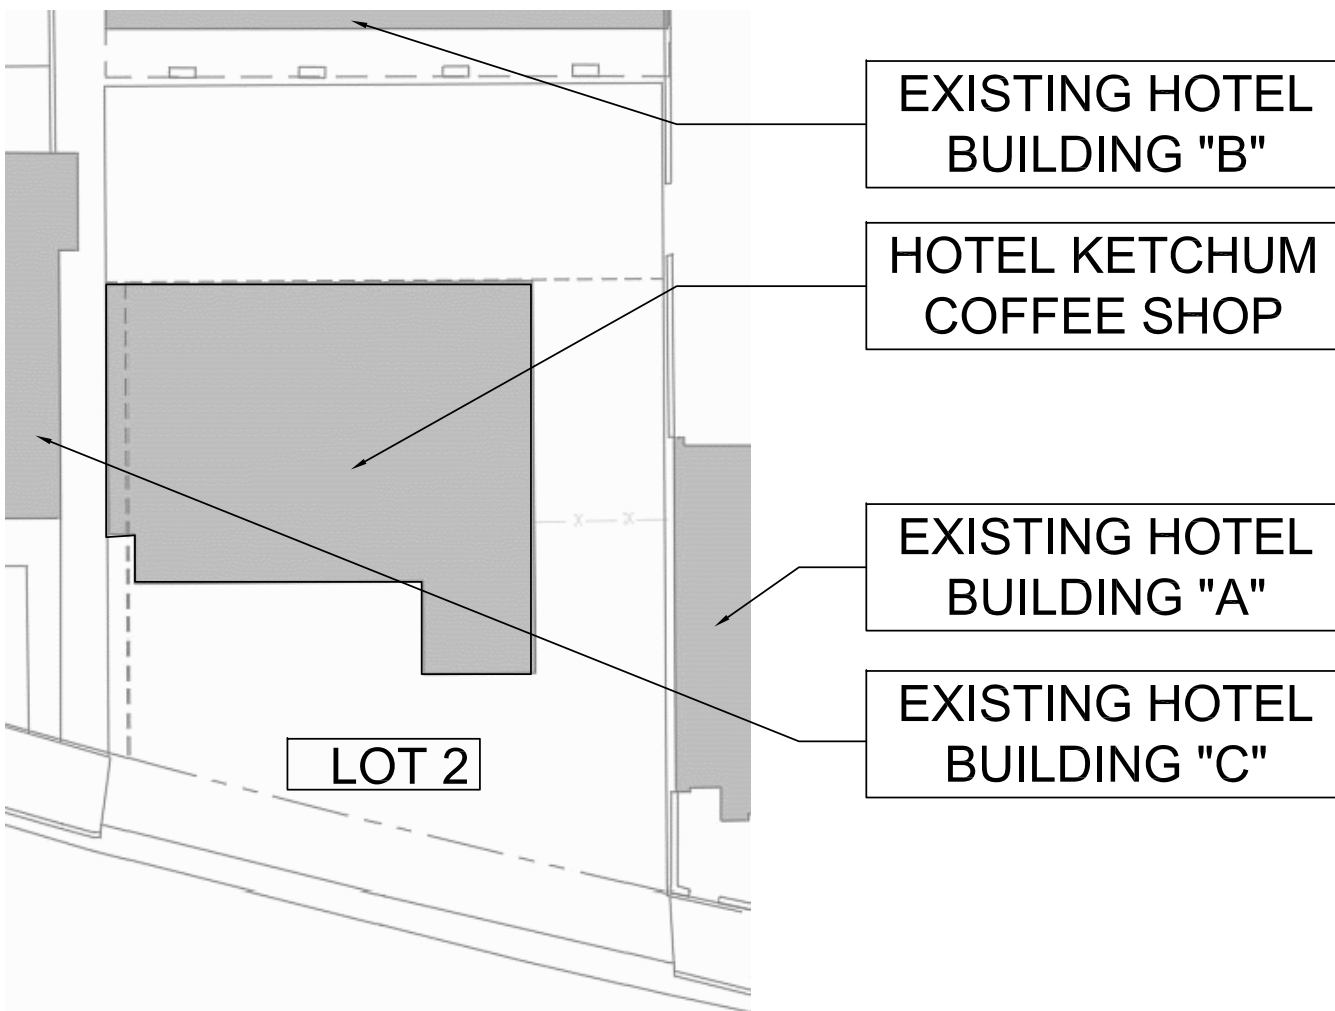 EXISTING HOTEL
BUILDING "B"
HOTEL KETCHUM
COFFEE SHOP
EXISTING HOTEL
BUILDING "A"
EXISTING HOTEL
BUILDING "C"
LOT 2